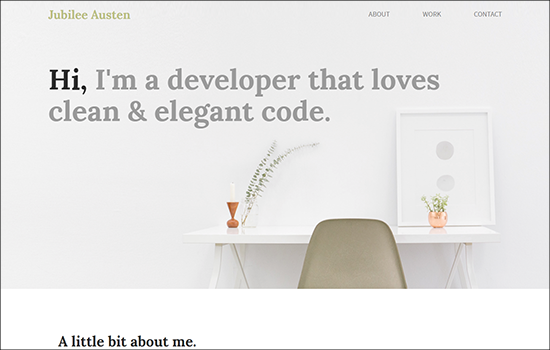 Jubilee Austen
ABOUT WORK CONTACT
Hi, I'm a developer that loves
clean & elegant code.
A little bit about me.